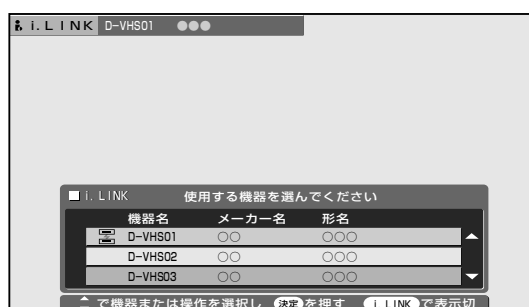 i.LINK D-VHS01 ●●●
■ i.LINK 使用する機器を選んでください
機器名 メーカー名 形名
D-VHS01 ○○ ○○○
D-VHS02 ○○ ○○○
D-VHS03 ○○ ○○○
で機器または操作を選択し 決定を押す i.LINKで表示切